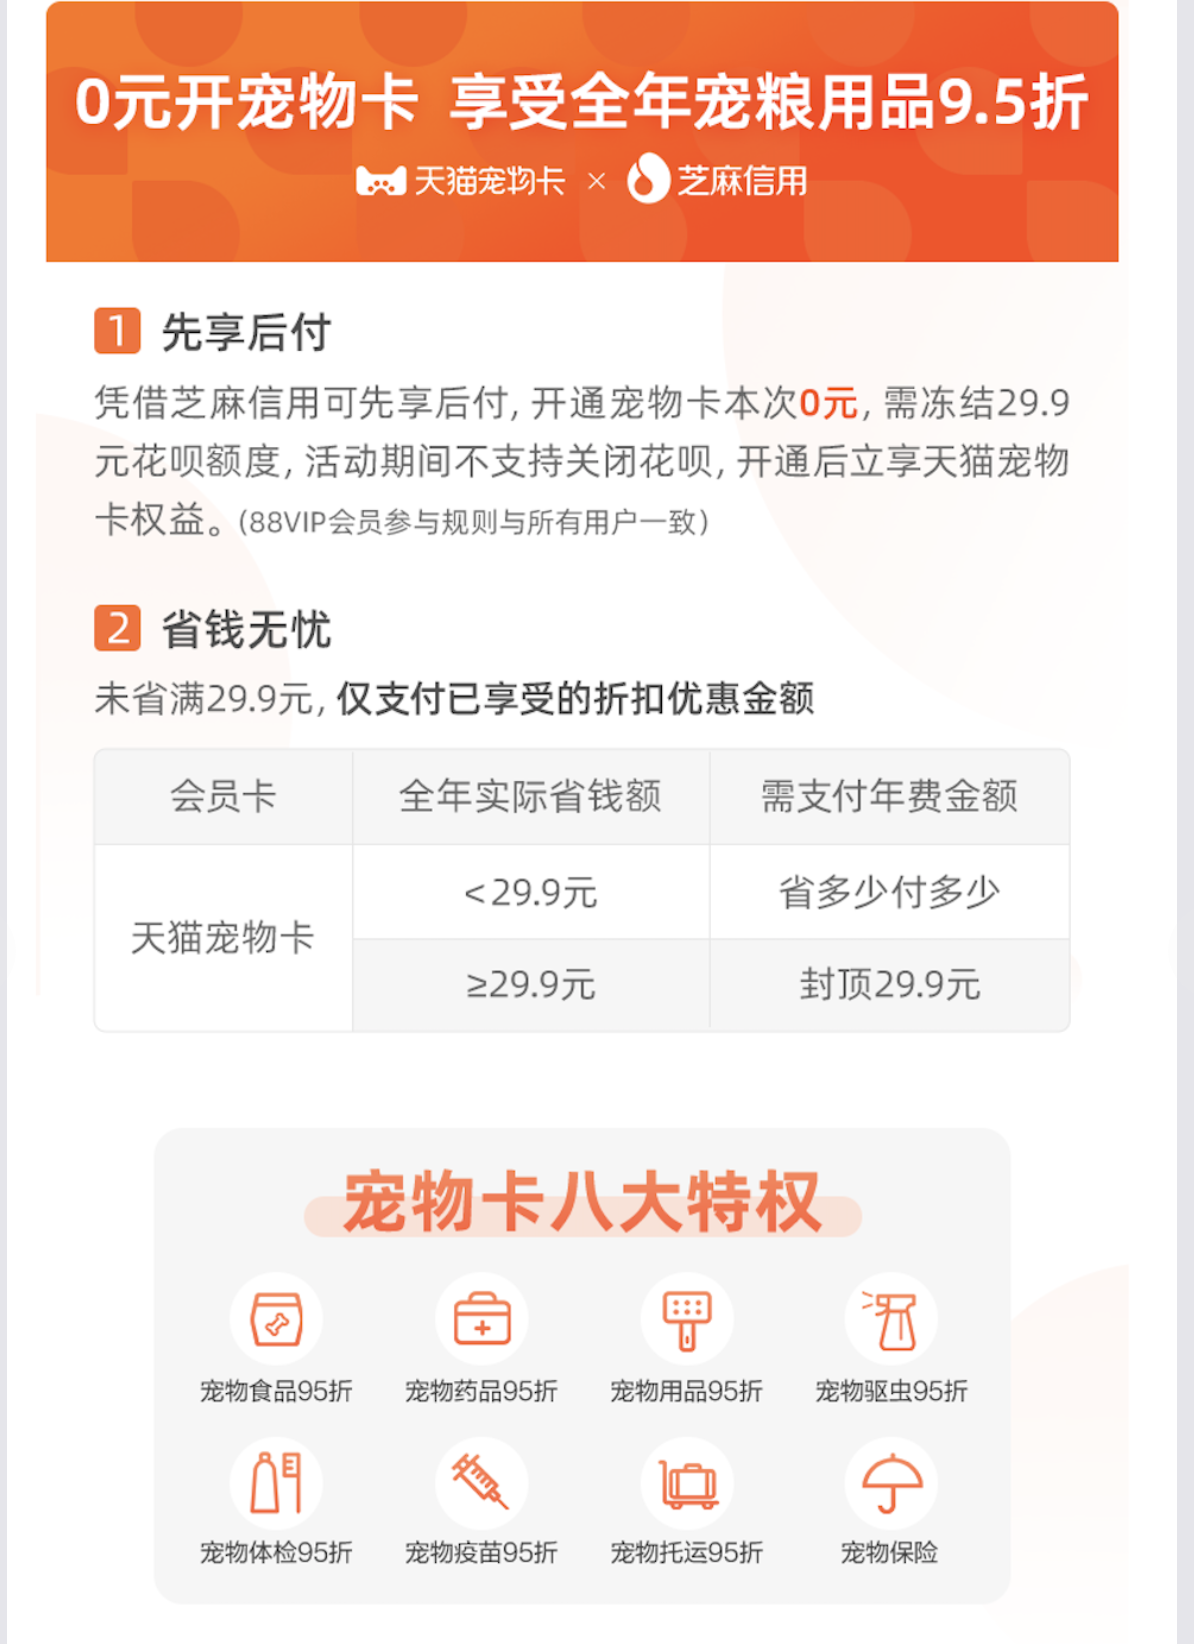 0元开宠物卡 享受全年宠粮用品9.5折
天猫宠物卡 × 芝麻信用
1 先享后付
凭借芝麻信用可先享后付, 开通宠物卡本次0元, 需冻结29.9
元花呗额度, 活动期间不支持关闭花呗, 开通后立享天猫宠物
卡权益。(88VIP会员参与规则与所有用户一致)
2 省钱无忧
未省满29.9元, 仅支付已享受的折扣优惠金额
会员卡 全年实际省钱额 需支付年费金额
<29.9元 省多少付多少
天猫宠物卡
≥29.9元 封顶29.9元
宠物卡八大特权
宠物食品95折 宠物药品95折 宠物用品95折 宠物驱虫95折
宠物体检95折 宠物疫苗95折 宠物托运95折 宠物保险